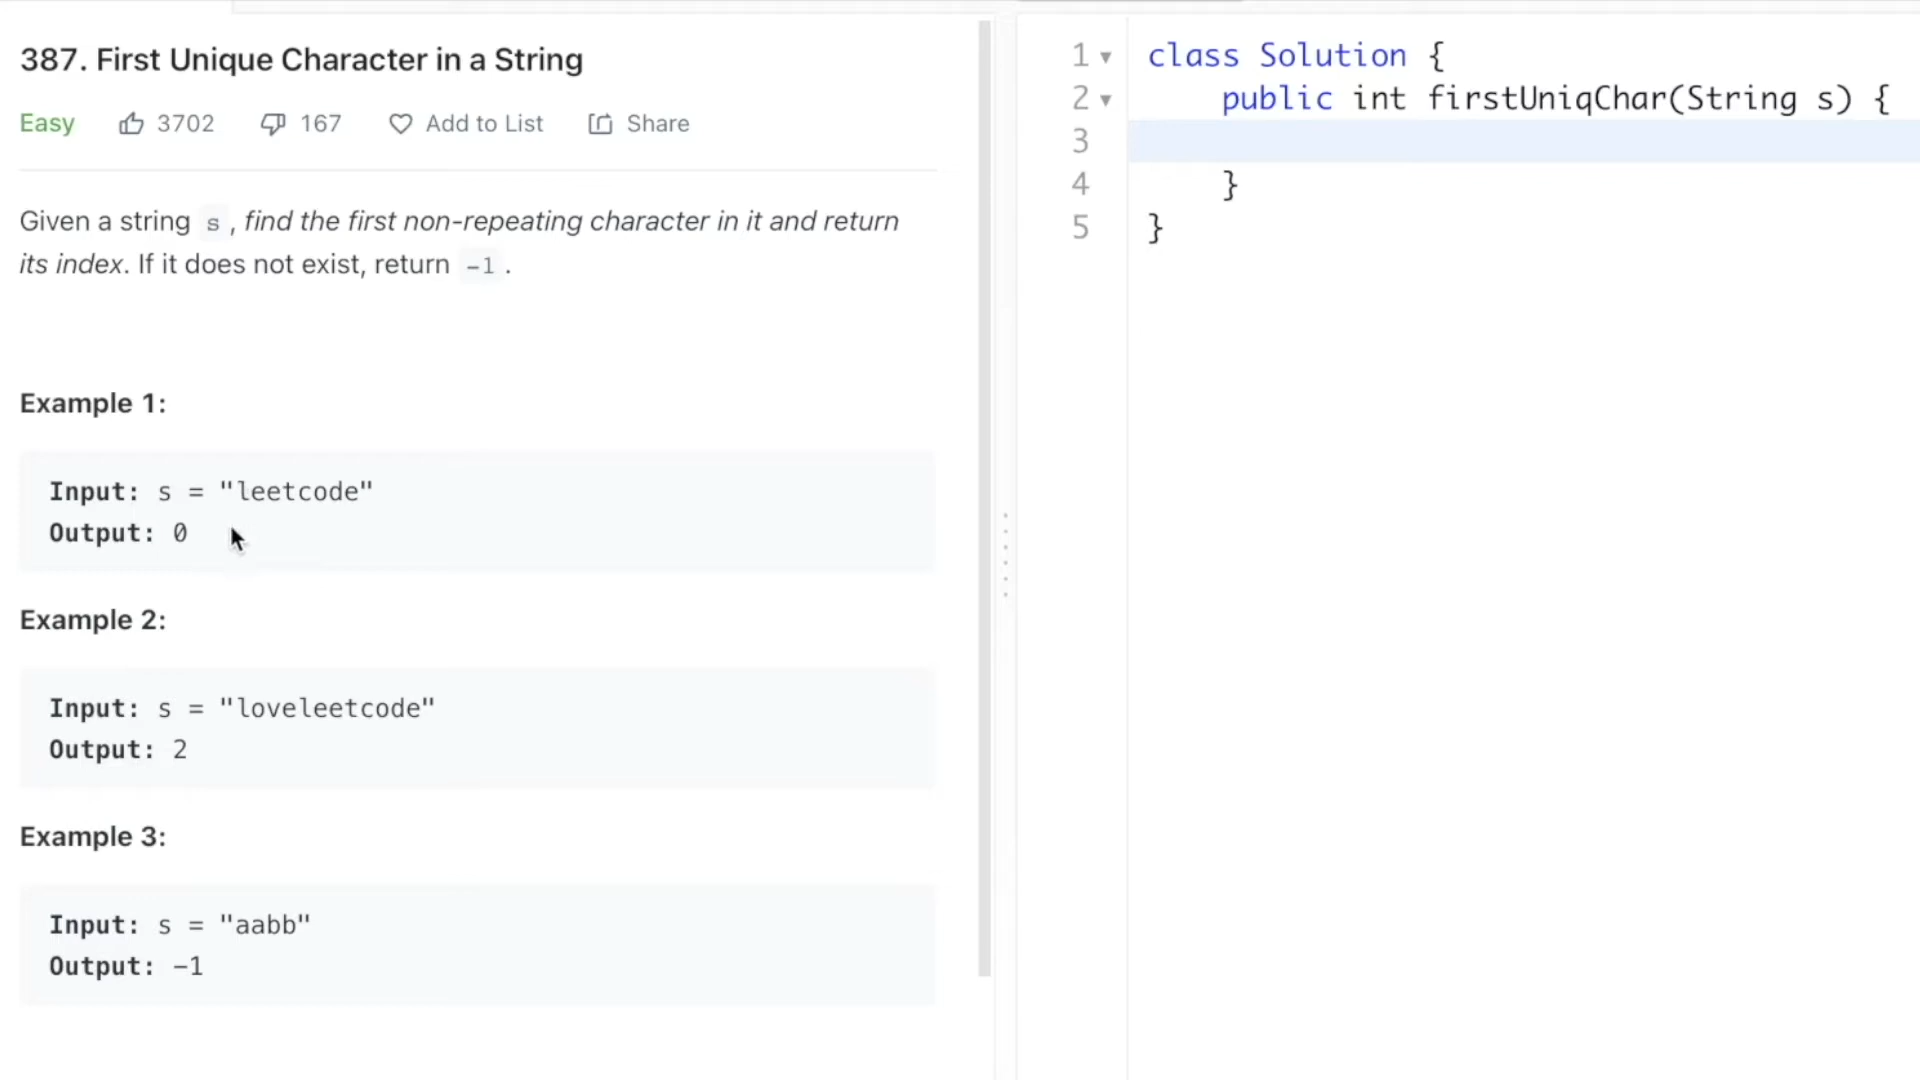 387. First Unique Character in a String
Easy 3702 167 Add to List Share
Given a string s , find the first non-repeating character in it and return
its index. If it does not exist, return -1 .
Example 1:
Input: s = "leetcode"
Output: 0
Example 2:
Input: s = "loveleetcode"
Output: 2
Example 3:
Input: s = "aabb"
Output: -1
1 class Solution {
2 public int firstUniqChar(String s) {
3
4 }
5 }